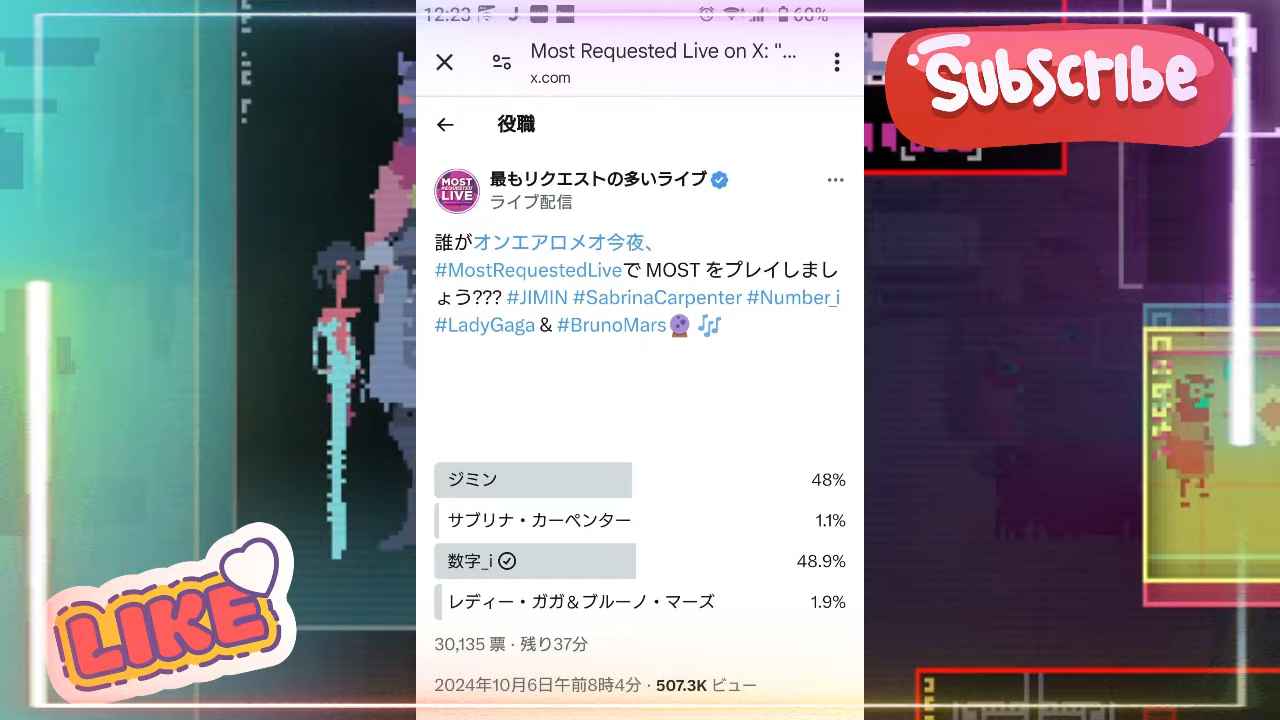 12:23
60%
Most Requested Live on X: "...
x.com
Subscribe
役職
MOST REQUESTED LIVE
最もリクエストの多いライブ
ライブ配信
誰がオンエアロメオ今夜、
#MostRequestedLiveで MOST をプレイしまし
ょう??? #JIMIN #SabrinaCarpenter #Number_i
#LadyGaga & #BrunoMars🔮 🎶
ジミン 48%
サブリナ・カーペンター 1.1%
数字_i 48.9%
レディー・ガガ＆ブルーノ・マーズ 1.9%
LIKE
30,135 票 · 残り37分
2024年10月6日午前8時4分 · 507.3K ビュー